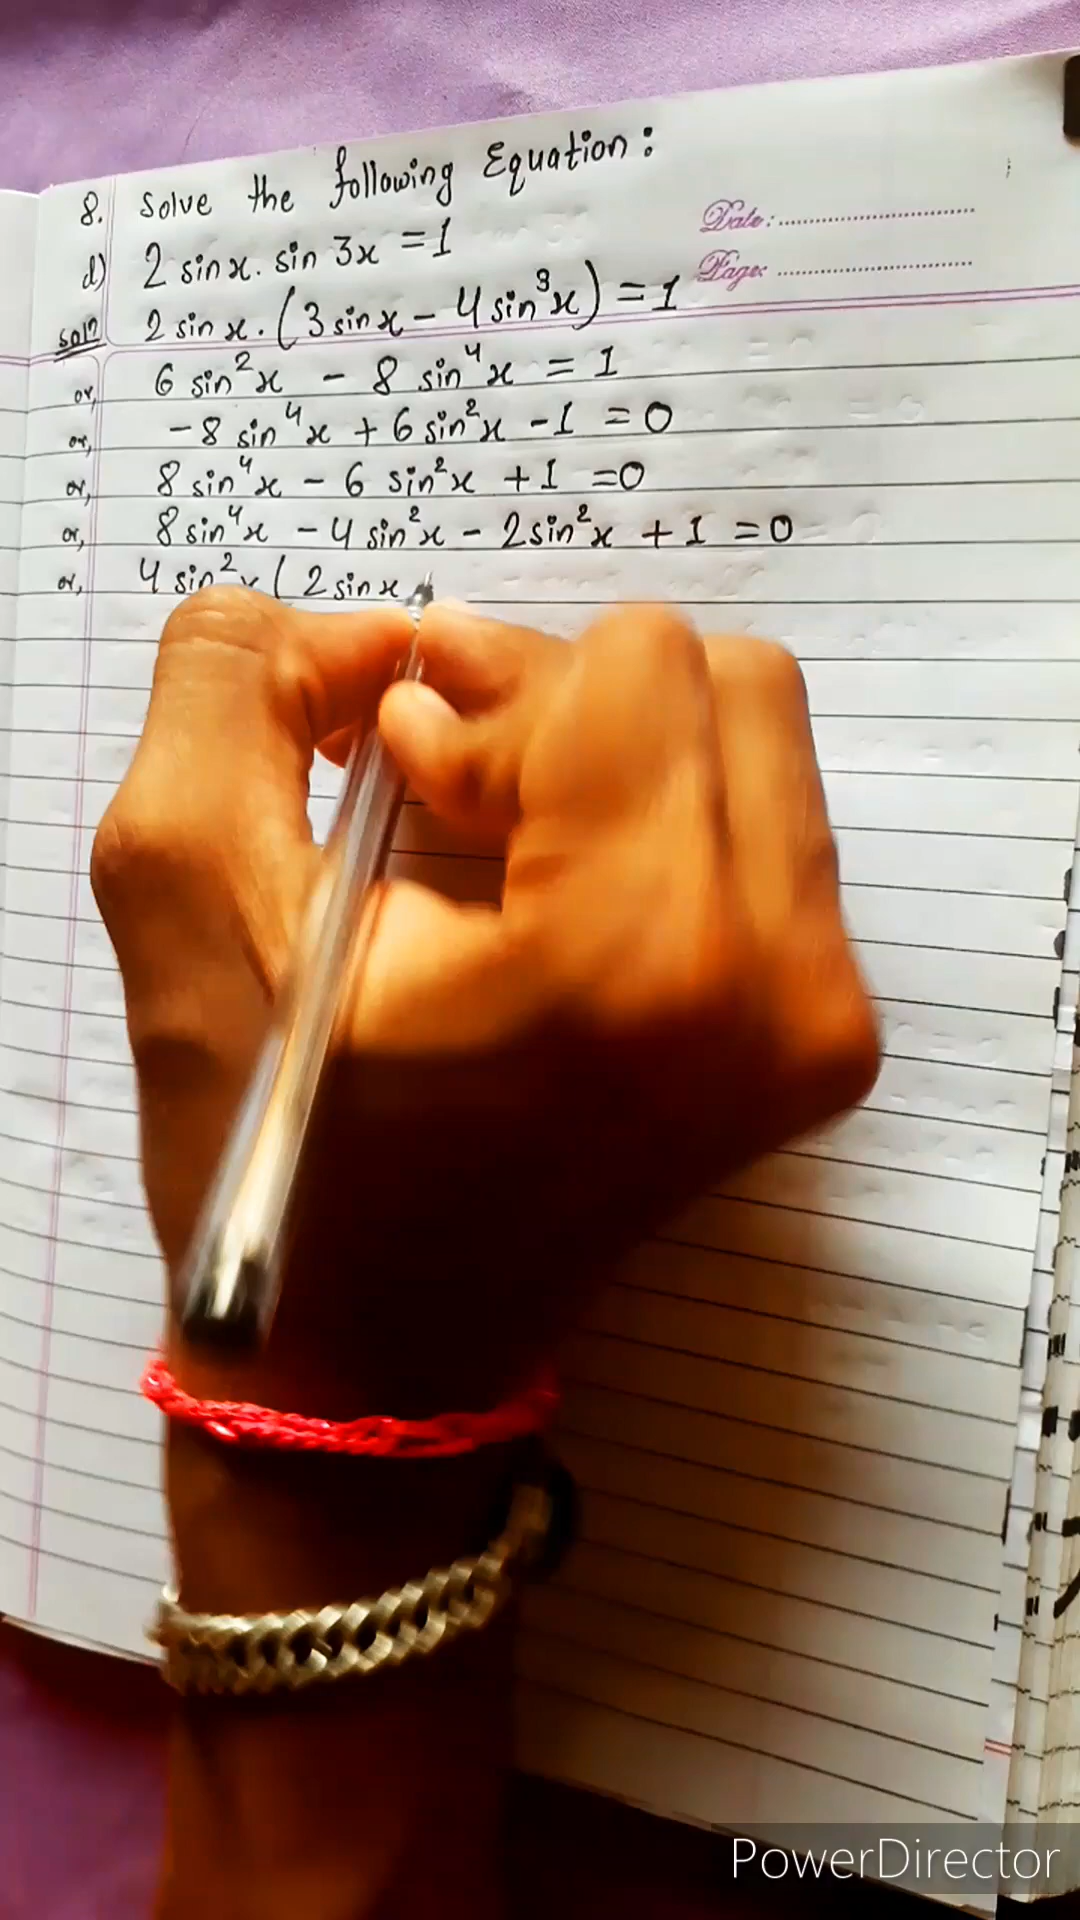 8. Solve the following Equation:
d) 2 sin x. sin 3x = 1
Date:
Page:
Solⁿ 2 sin x. (3 sin x - 4 sin³x) = 1
or, 6 sin²x - 8 sin⁴x = 1
or, -8 sin⁴x + 6 sin²x - 1 = 0
or, 8 sin⁴x - 6 sin²x + 1 = 0
or, 8 sin⁴x - 4 sin²x - 2 sin²x + 1 = 0
or, 4 sin²x ( 2 sin x
PowerDirector